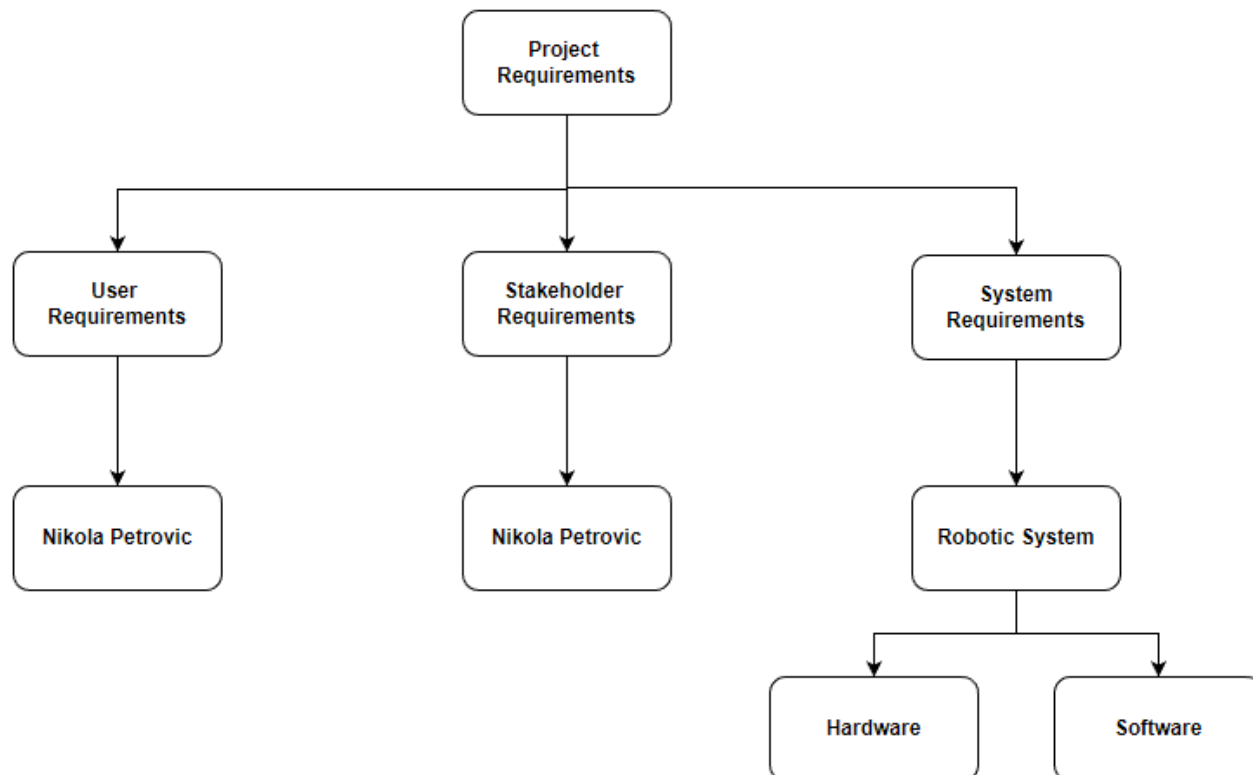 Project
Requirements
User
Requirements
Stakeholder
Requirements
System
Requirements
Nikola Petrovic
Nikola Petrovic
Robotic System
Hardware
Software